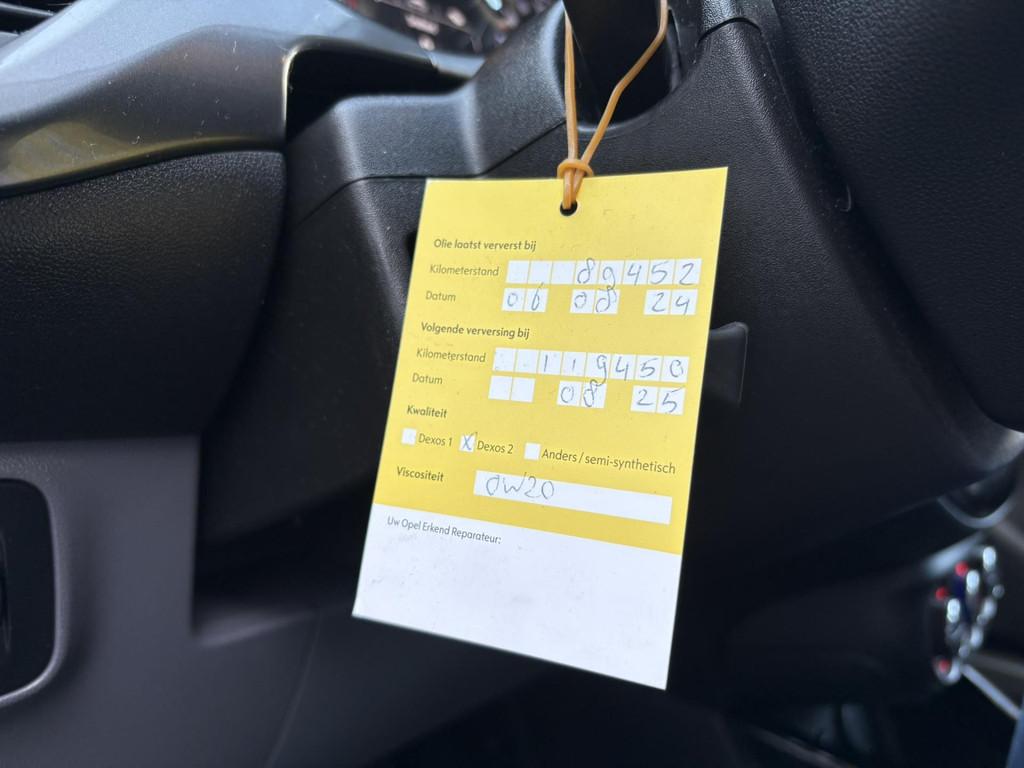 Olie laatst ververst bij
Kilometerstand 89452
Datum 06 08 24
Volgende verversing bij
Kilometerstand 119450
Datum 08 25
Kwaliteit
Dexos 1 X Dexos 2 Anders / semi-synthetisch
Viscositeit 0W20
Uw Opel Erkend Reparateur: